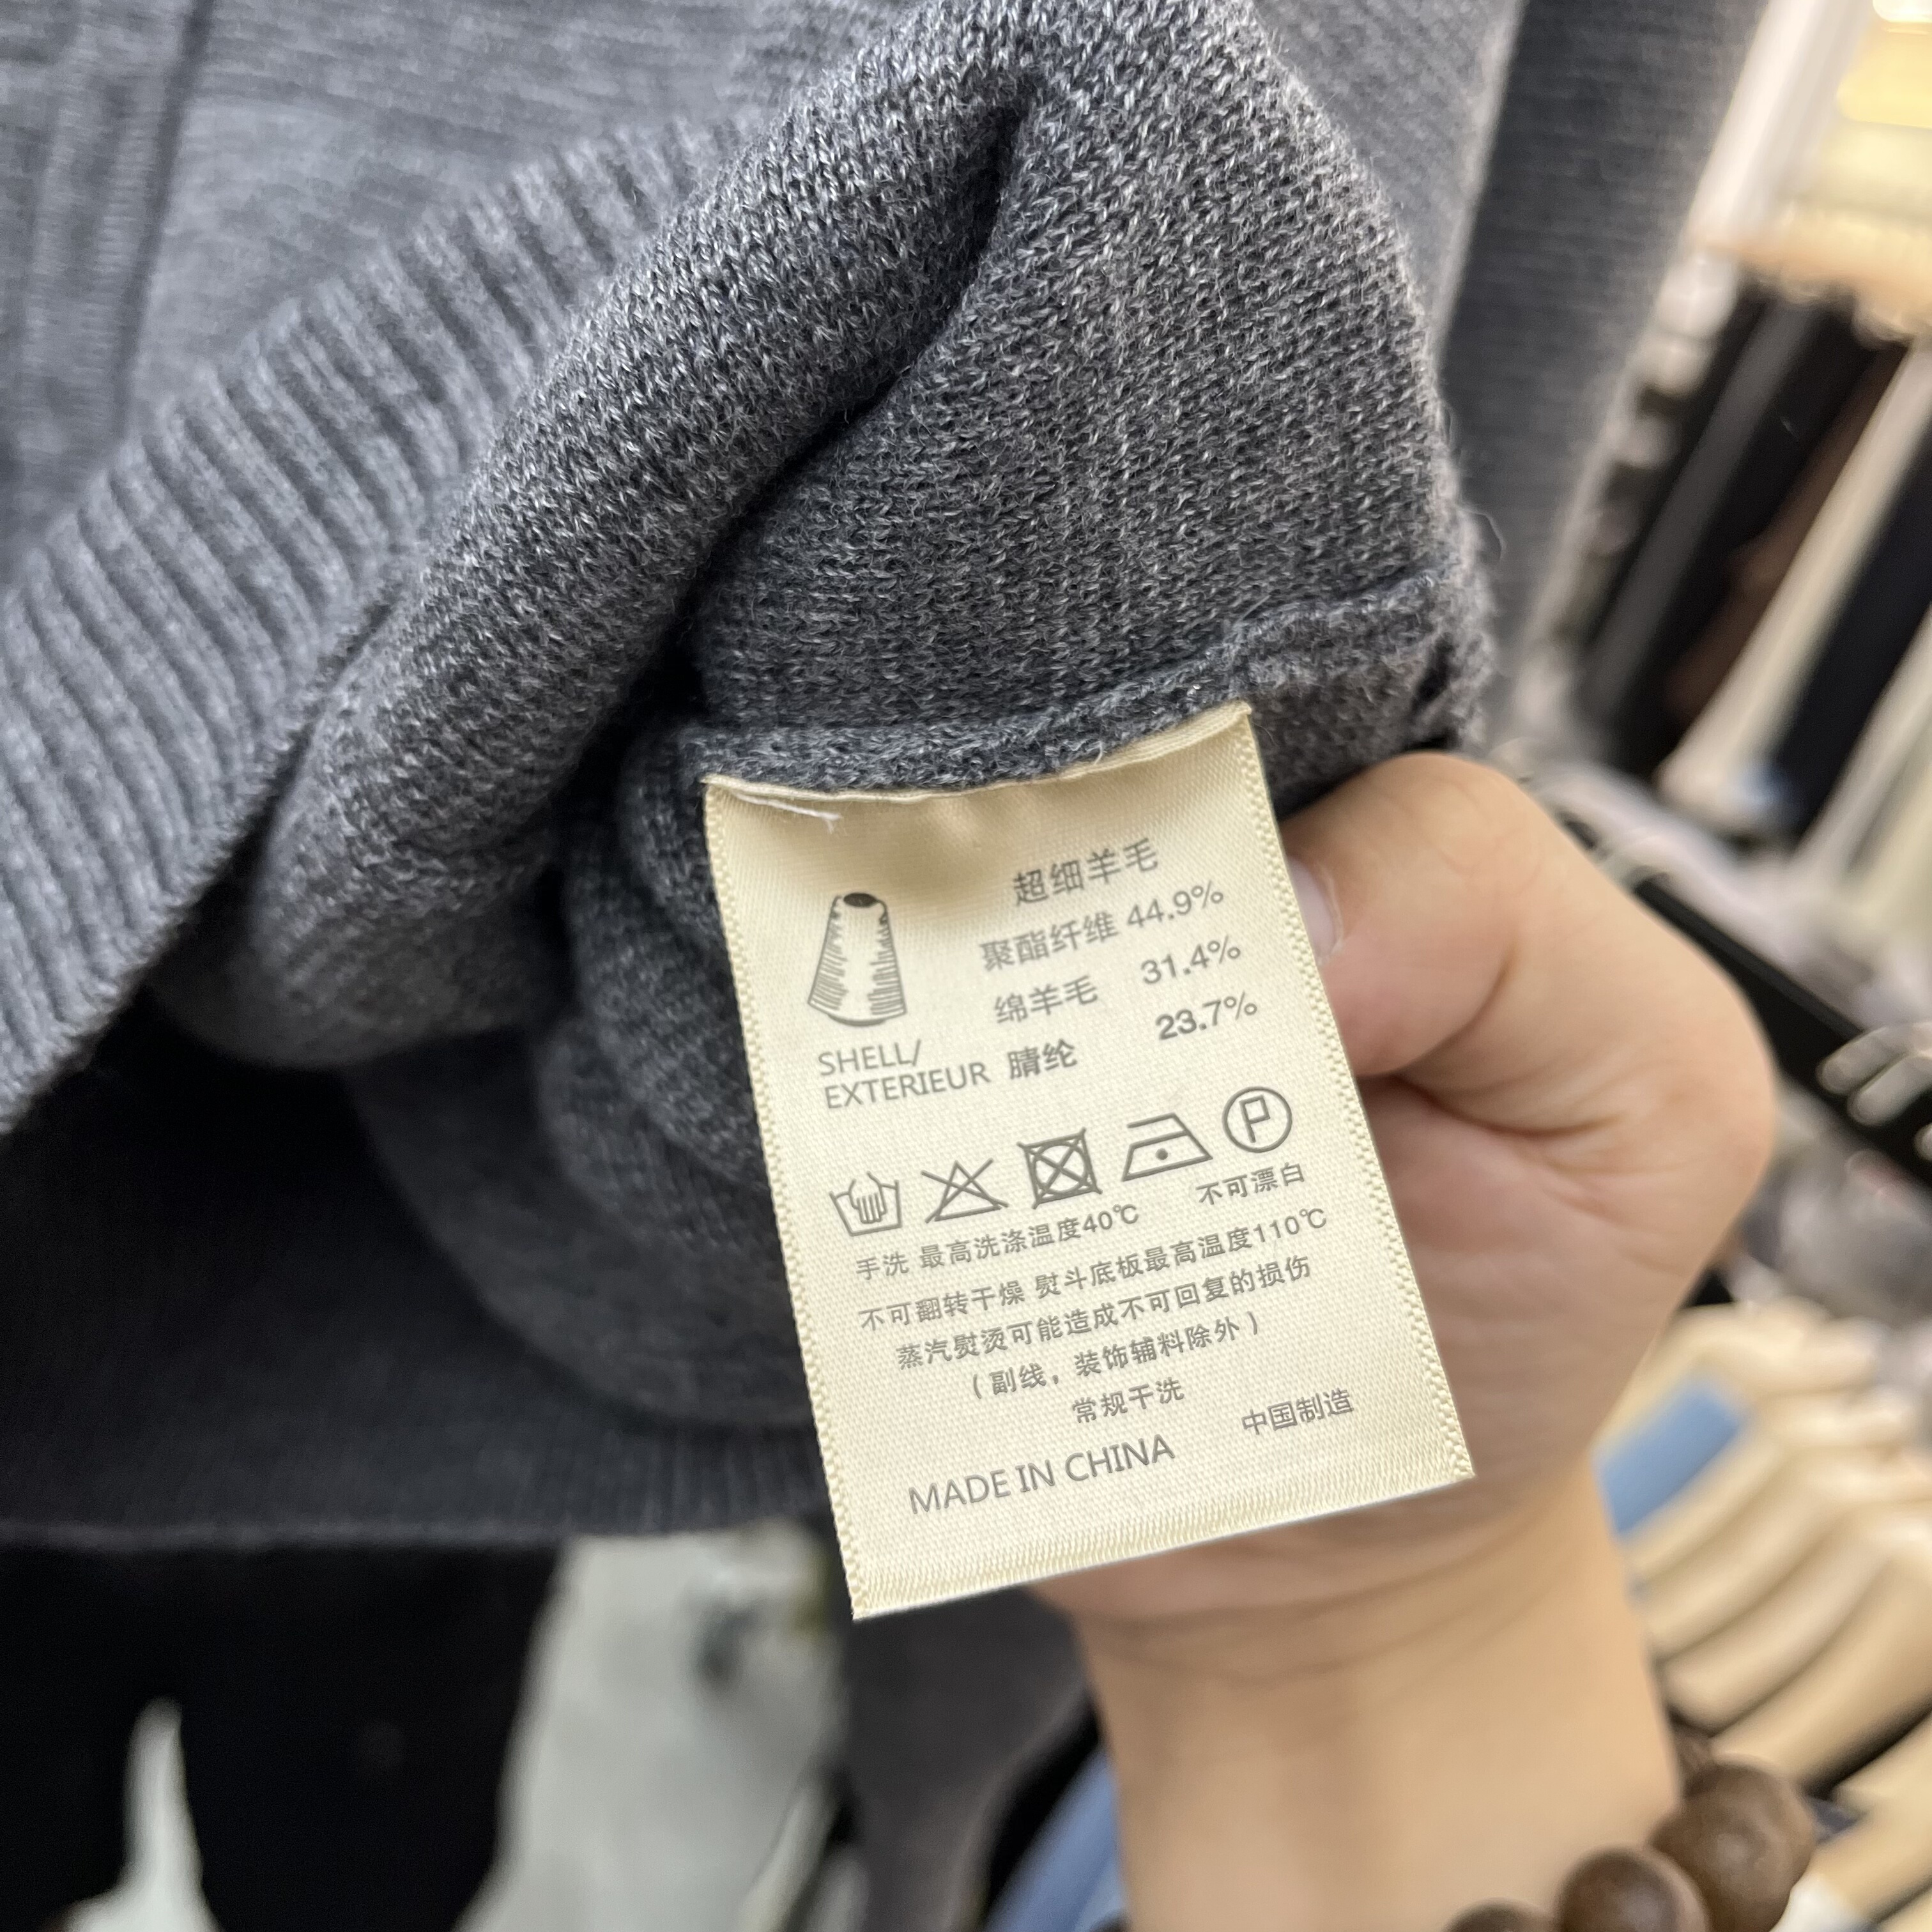 超细羊毛
聚酯纤维 44.9%
绵羊毛 31.4%
SHELL/
EXTERIEUR 腈纶 23.7%
P
手洗 最高洗涤温度40℃ 不可漂白
不可翻转干燥 熨斗底板最高温度110℃
蒸汽熨烫可能造成不可回复的损伤
(副线，装饰辅料除外)
常规干洗
MADE IN CHINA 中国制造